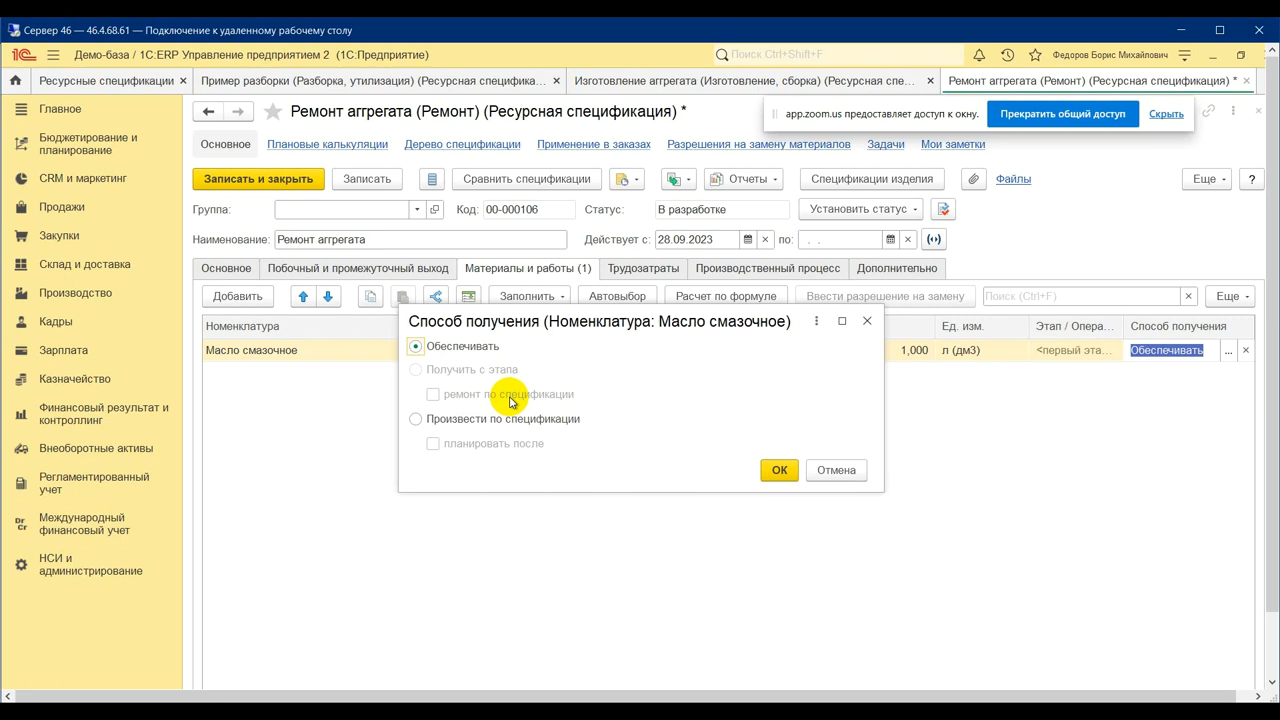 Сервер 46 — 46.4.68.61 — Подключение к удаленному рабочему столу
Демо-база / 1С:ERP Управление предприятием 2 (1С:Предприятие)
Поиск Ctrl+Shift+F
Федоров Борис Михайлович
Ресурсные спецификации
Пример разборки (Разборка, утилизация) (Ресурсная специфика...
Изготовление агрегата (Изготовление, сборка) (Ресурсная спе...
Ремонт аггрегата (Ремонт) (Ресурсная спецификация) *
Главное
Бюджетирование и планирование
CRM и маркетинг
Продажи
Закупки
Склад и доставка
Производство
Кадры
Зарплата
Казначейство
Финансовый результат и контроллинг
Внеоборотные активы
Регламентированный учет
Международный финансовый учет
НСИ и администрирование
Ремонт аггрегата (Ремонт) (Ресурсная спецификация) *
app.zoom.us предоставляет доступ к окну.
Прекратить общий доступ
Скрыть
Основное Плановые калькуляции Дерево спецификации Применение в заказах Разрешения на замену материалов Задачи Мои заметки
Записать и закрыть Записать Сравнить спецификации Отчеты Спецификации изделия Файлы Еще ?
Группа: Код: 00-000106 Статус: В разработке Установить статус
Наименование: Ремонт аггрегата Действует с: 28.09.2023 по: . .
Основное Побочный и промежуточный выход Материалы и работы (1) Трудозатраты Производственный процесс Дополнительно
Добавить Заполнить Автовыбор Расчет по формуле Ввести разрешение на замену Поиск (Ctrl+F) Еще
Номенклатура Ед. изм. Этап / Опера... Способ получения
Масло смазочное 1,000 л (дм3) <первый эта... Обеспечивать ...
Способ получения (Номенклатура: Масло смазочное)
Обеспечивать
Получить с этапа
ремонт по спецификации
Произвести по спецификации
планировать после
ОК Отмена